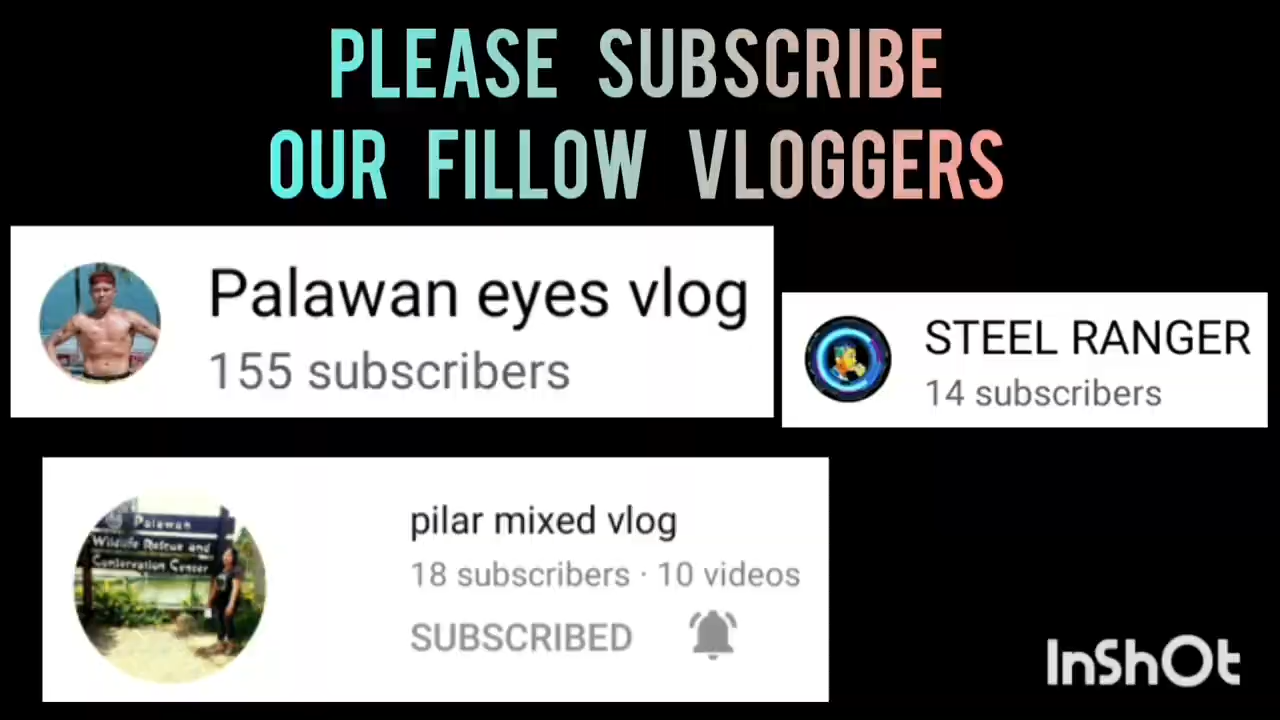 PLEASE SUBSCRIBE
OUR FILLOW VLOGGERS
Palawan eyes vlog
155 subscribers
STEEL RANGER
14 subscribers
Palawan
Wildlife Rescue and
Conservation Center
pilar mixed vlog
18 subscribers · 10 videos
SUBSCRIBED
InShOt